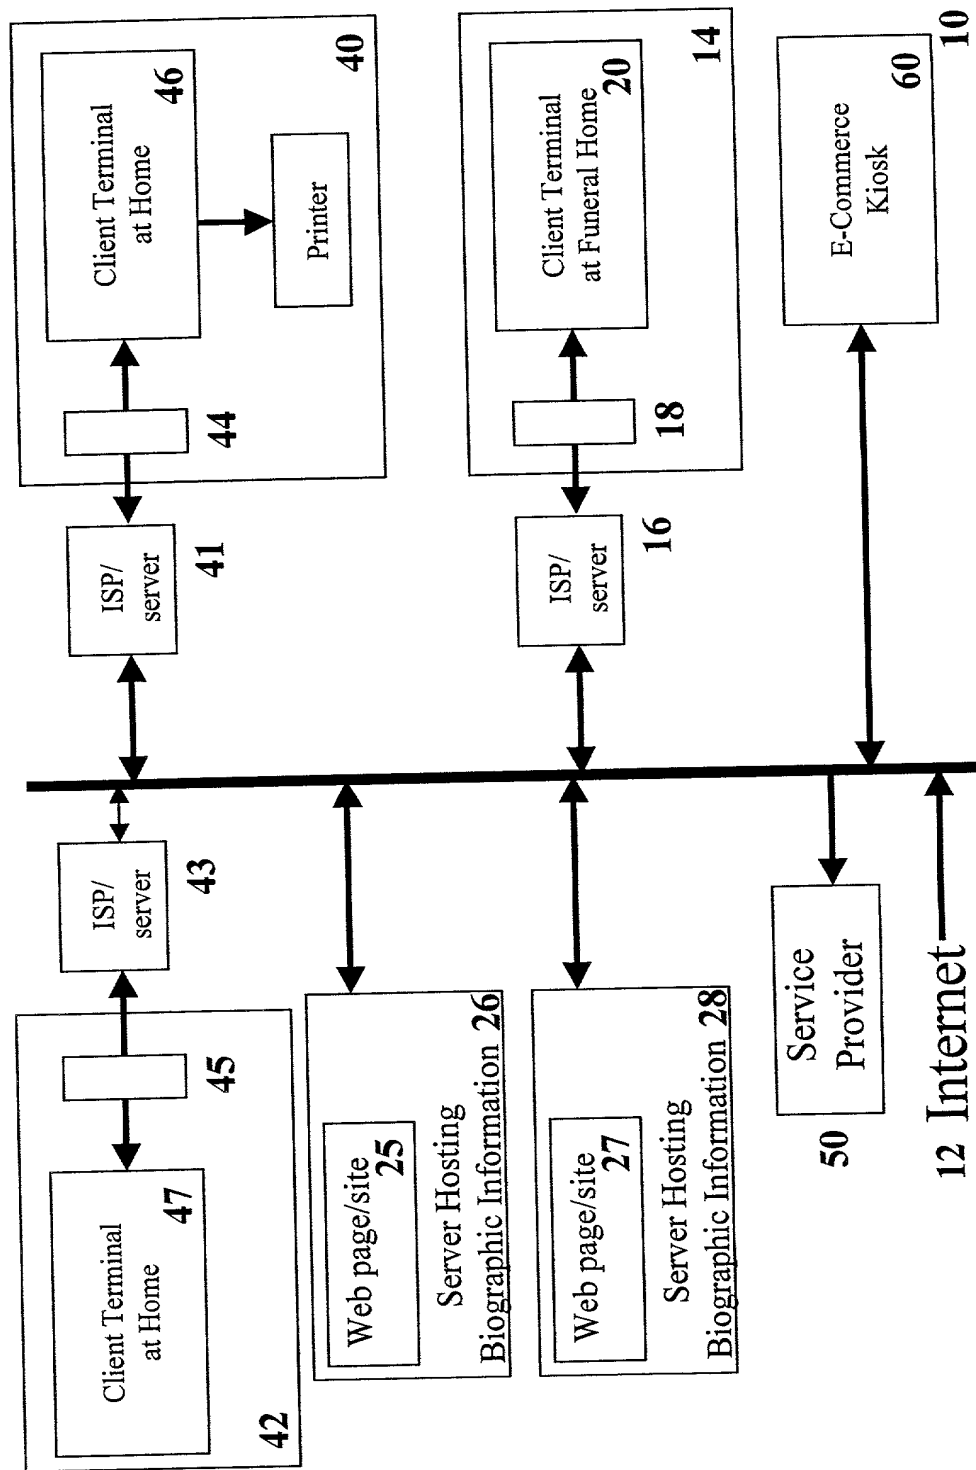 Client Terminal
at Home
47
42
45
ISP/
server
43
ISP/
server
41
44
Client Terminal
at Home
46
Printer
40
Web page/site
25
Server Hosting
Biographic Information 26
Web page/site
27
Server Hosting
Biographic Information 28
ISP/
server
16
18
Client Terminal
at Funeral Home
20
14
Service
Provider
50
E-Commerce
Kiosk
60
12 Internet
10